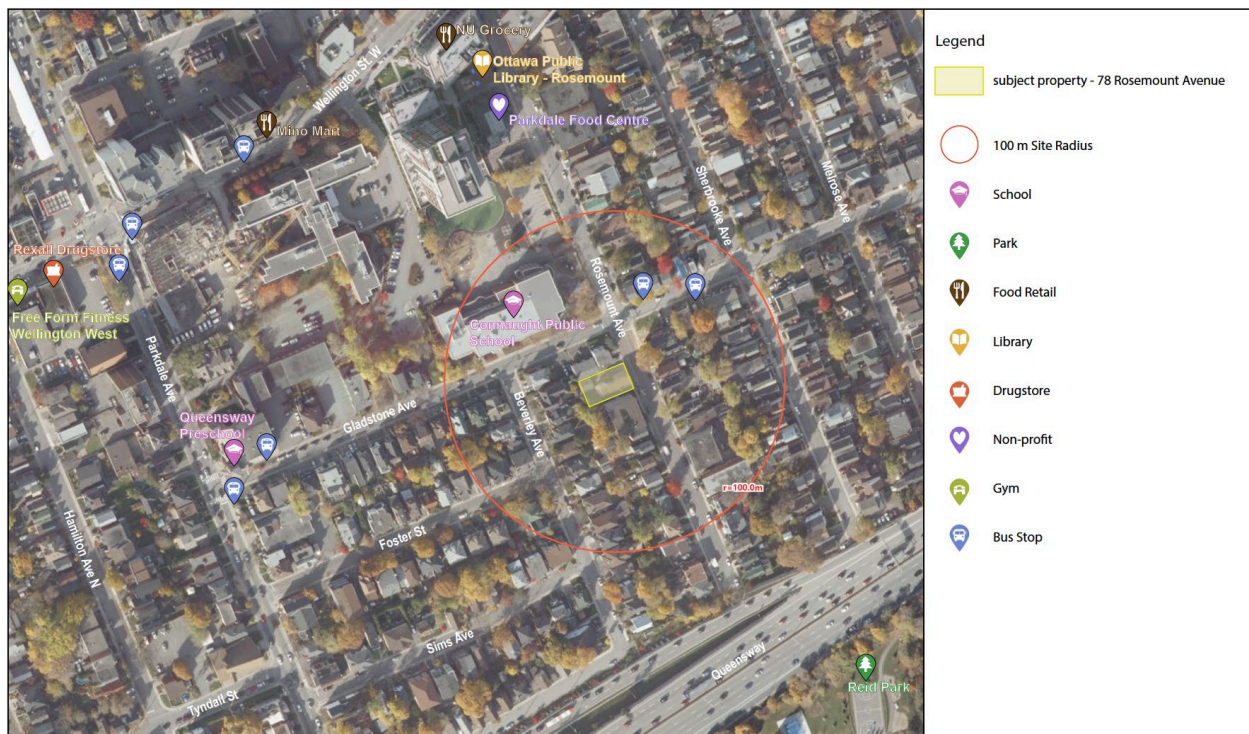 NU Grocery
Ottawa Public
Library - Rosemount
Wellington St. W
Parkdale Food Centre
Mino Mart
Melrose Ave
Sherbrooke Ave
Rexall Drugstore
Free Form Fitness
Wellington West
Rosemount Ave
Connaught Public
School
Parkdale Ave
Gladstone Ave
Beverley Ave
Queensway
Preschool
r=100.0m
Hamilton Ave N
Foster St
Sims Ave
Queensway
Reid Park
Tyndall St
Legend
subject property - 78 Rosemount Avenue
100 m Site Radius
School
Park
Food Retail
Library
Drugstore
Non-profit
Gym
Bus Stop